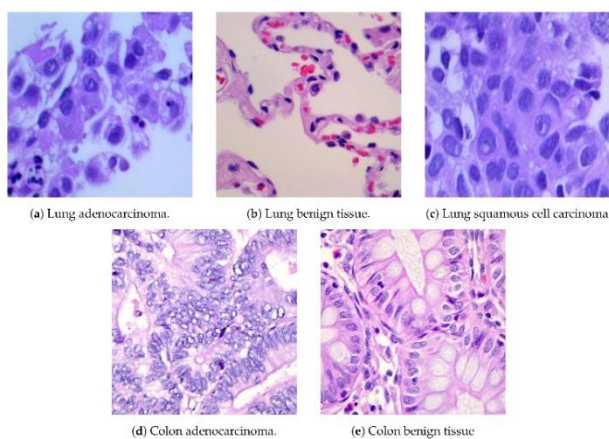 (a) Lung adenocarcinoma.
(b) Lung benign tissue.
(c) Lung squamous cell carcinoma
(d) Colon adenocarcinoma.
(e) Colon benign tissue